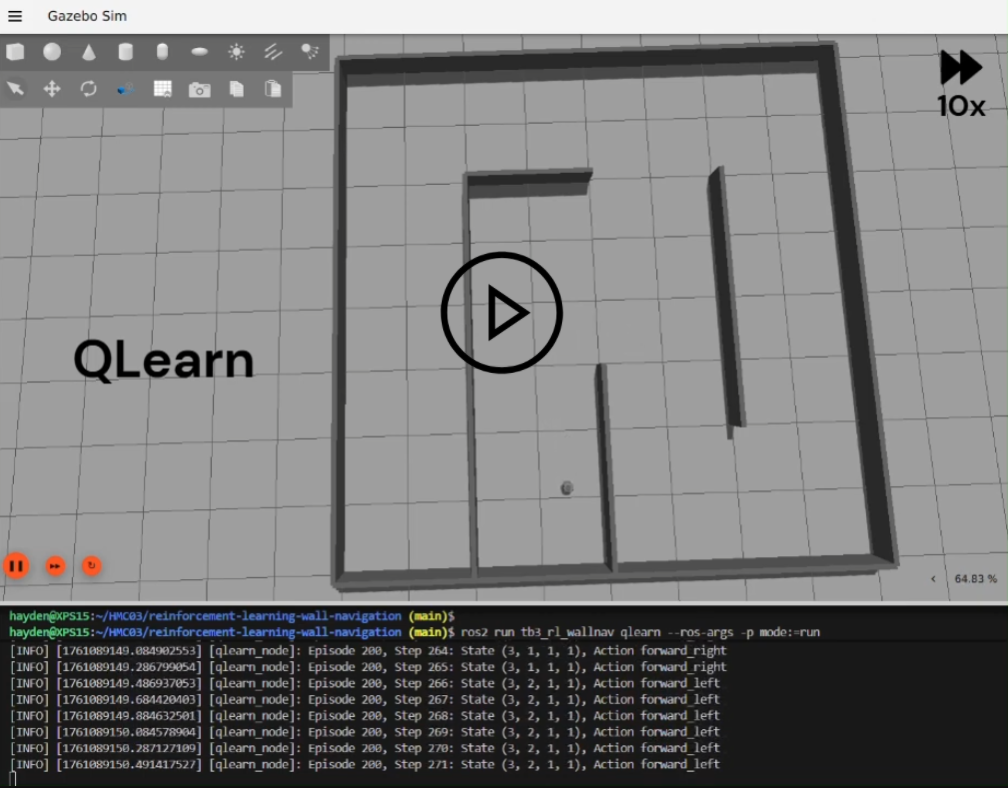 Gazebo Sim
10x
QLearn
64.83 %
hayden@XPS15:~/HMC03/reinforcement-learning-wall-navigation (main)$
hayden@XPS15:~/HMC03/reinforcement-learning-wall-navigation (main)$ ros2 run tb3_rl_wallnav qlearn --ros-args -p mode:=run
[INFO] [1761089149.084902553] [qlearn_node]: Episode 200, Step 264: State (3, 1, 1, 1), Action forward_right
[INFO] [1761089149.286799054] [qlearn_node]: Episode 200, Step 265: State (3, 1, 1, 1), Action forward_right
[INFO] [1761089149.486937053] [qlearn_node]: Episode 200, Step 266: State (3, 2, 1, 1), Action forward_left
[INFO] [1761089149.684420403] [qlearn_node]: Episode 200, Step 267: State (3, 2, 1, 1), Action forward_left
[INFO] [1761089149.884632501] [qlearn_node]: Episode 200, Step 268: State (3, 2, 1, 1), Action forward_left
[INFO] [1761089150.084578904] [qlearn_node]: Episode 200, Step 269: State (3, 2, 1, 1), Action forward_left
[INFO] [1761089150.287127109] [qlearn_node]: Episode 200, Step 270: State (3, 2, 1, 1), Action forward_left
[INFO] [1761089150.491417527] [qlearn_node]: Episode 200, Step 271: State (3, 2, 1, 1), Action forward_left